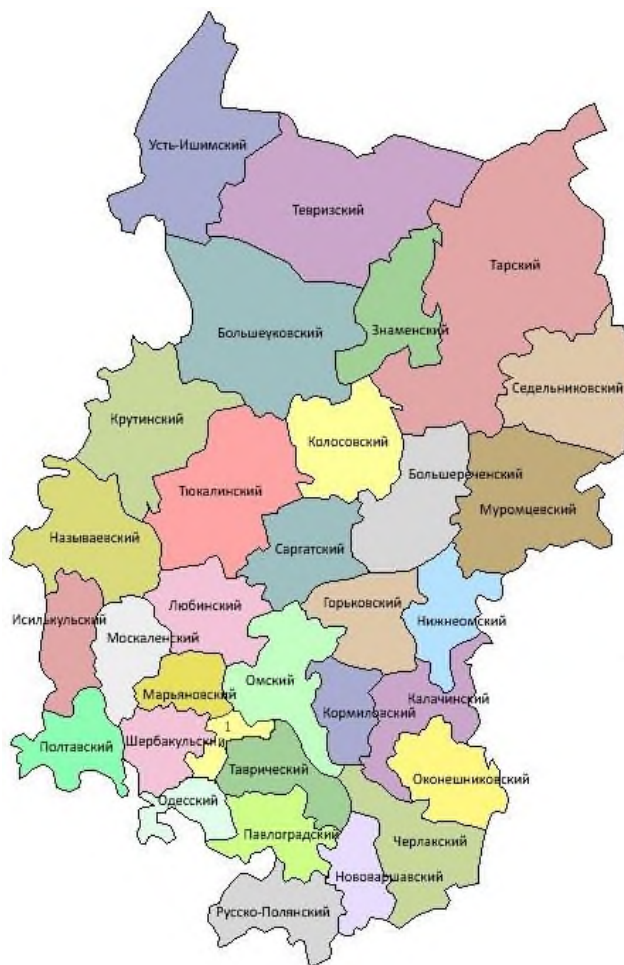 Усть-Ишимский
Тевризский
Тарский
Знаменский
Большеуковский
Седельниковский
Крутинский
Колосовский
Большереченский
Тюкалинский
Муромцевский
Называевский
Саргатский
Любинский
Горьковский
Исилькульский
Нижнеомский
Москаленский
Омский
Марьяновский
Калачинский
Кормиловский
1
Шербакульский
Полтавский
Таврический
Оконешниковский
Одесский
Павлоградский
Черлакский
Нововаршавский
Русско-Полянский